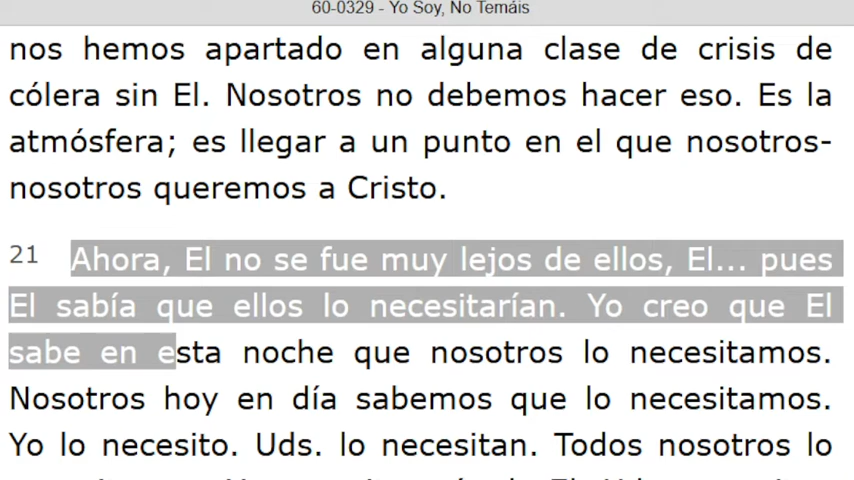 60-0329 - Yo Soy, No Temáis
nos hemos apartado en alguna clase de crisis de
cólera sin El. Nosotros no debemos hacer eso. Es la
atmósfera; es llegar a un punto en el que nosotros-
nosotros queremos a Cristo.
21 Ahora, El no se fue muy lejos de ellos, El... pues
El sabía que ellos lo necesitarían. Yo creo que El
sabe en esta noche que nosotros lo necesitamos.
Nosotros hoy en día sabemos que lo necesitamos.
Yo lo necesito. Uds. lo necesitan. Todos nosotros lo